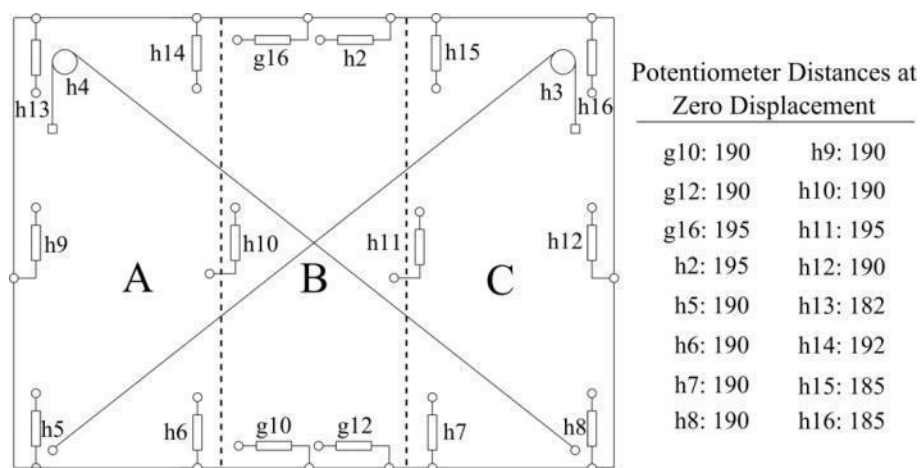 h14
g16
h2
h15
h13
h4
h3
h16
h9
h10
h11
h12
A
B
C
h5
h6
g10
g12
h7
h8
Potentiometer Distances at
Zero Displacement
g10: 190 h9: 190
g12: 190 h10: 190
g16: 195 h11: 195
h2: 195 h12: 190
h5: 190 h13: 182
h6: 190 h14: 192
h7: 190 h15: 185
h8: 190 h16: 185